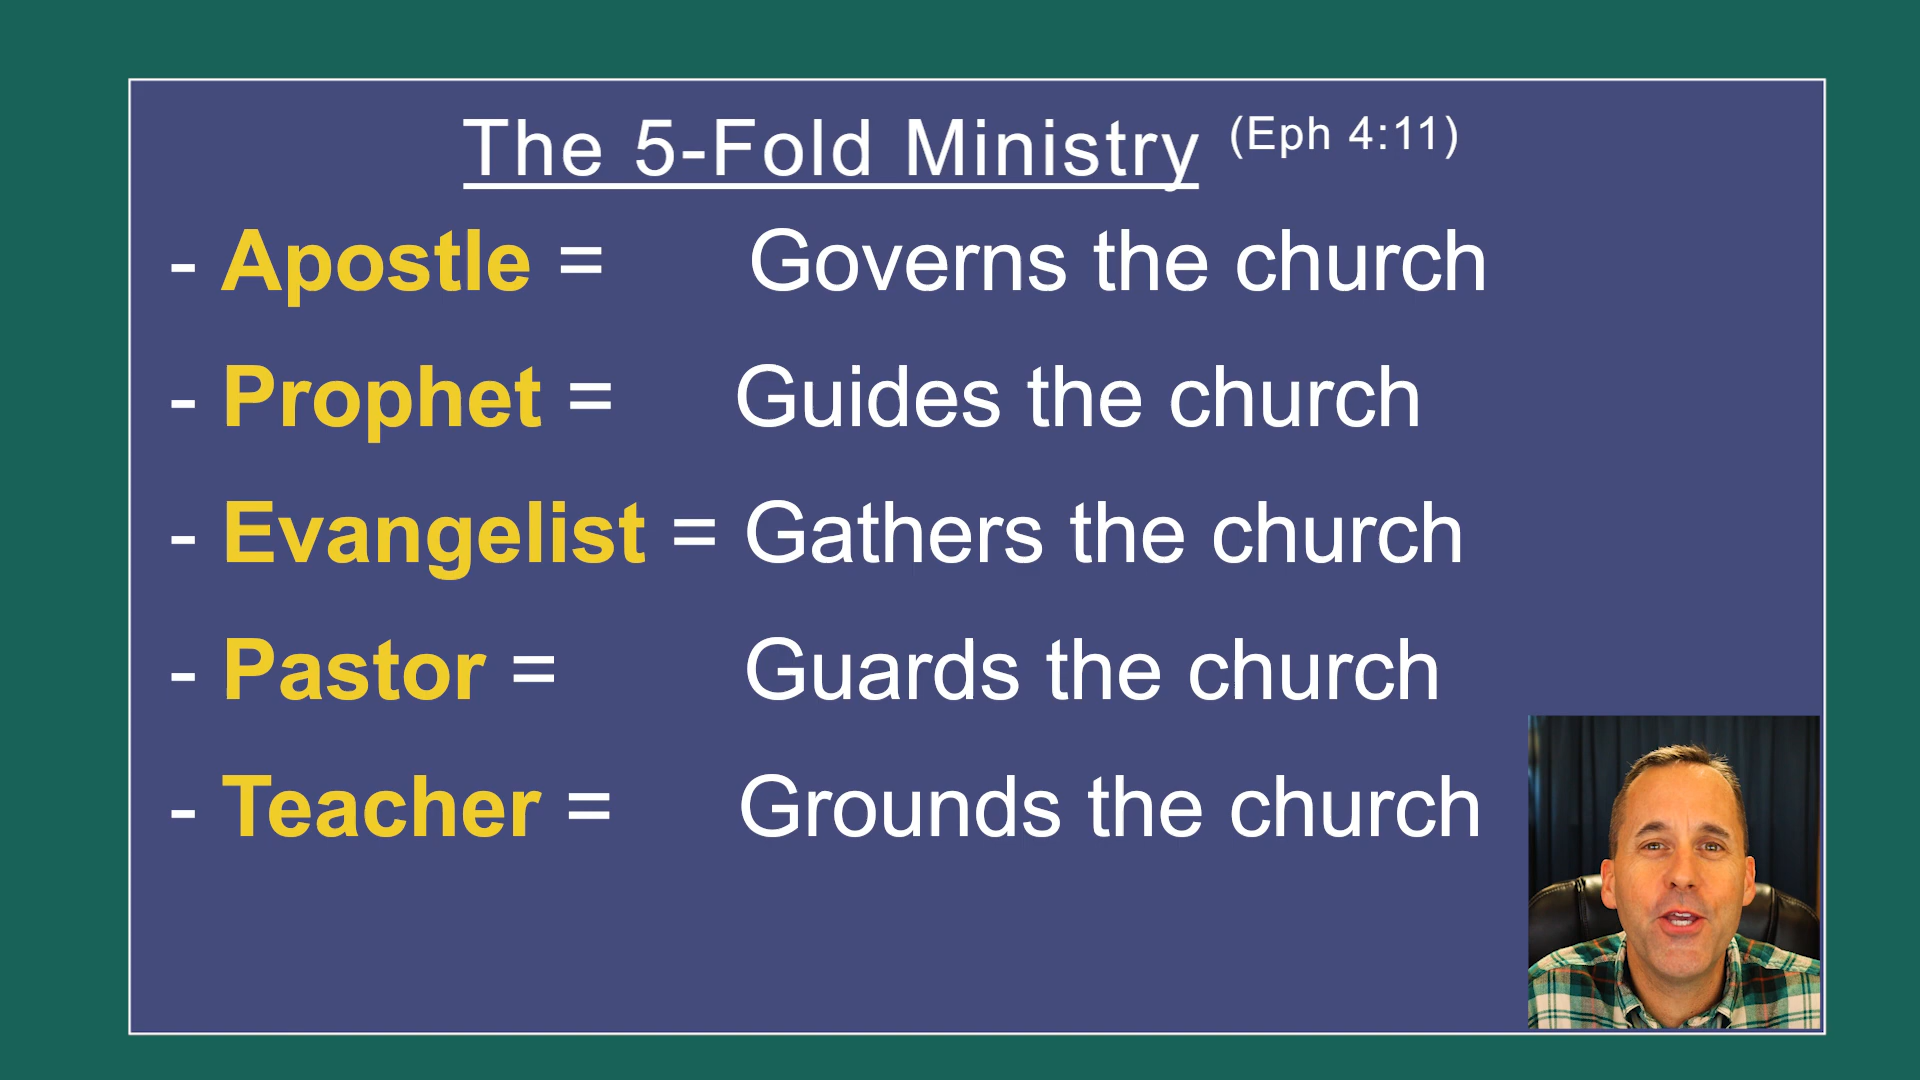 The 5-Fold Ministry (Eph 4:11)
- Apostle = Governs the church
- Prophet = Guides the church
- Evangelist = Gathers the church
- Pastor = Guards the church
- Teacher = Grounds the church